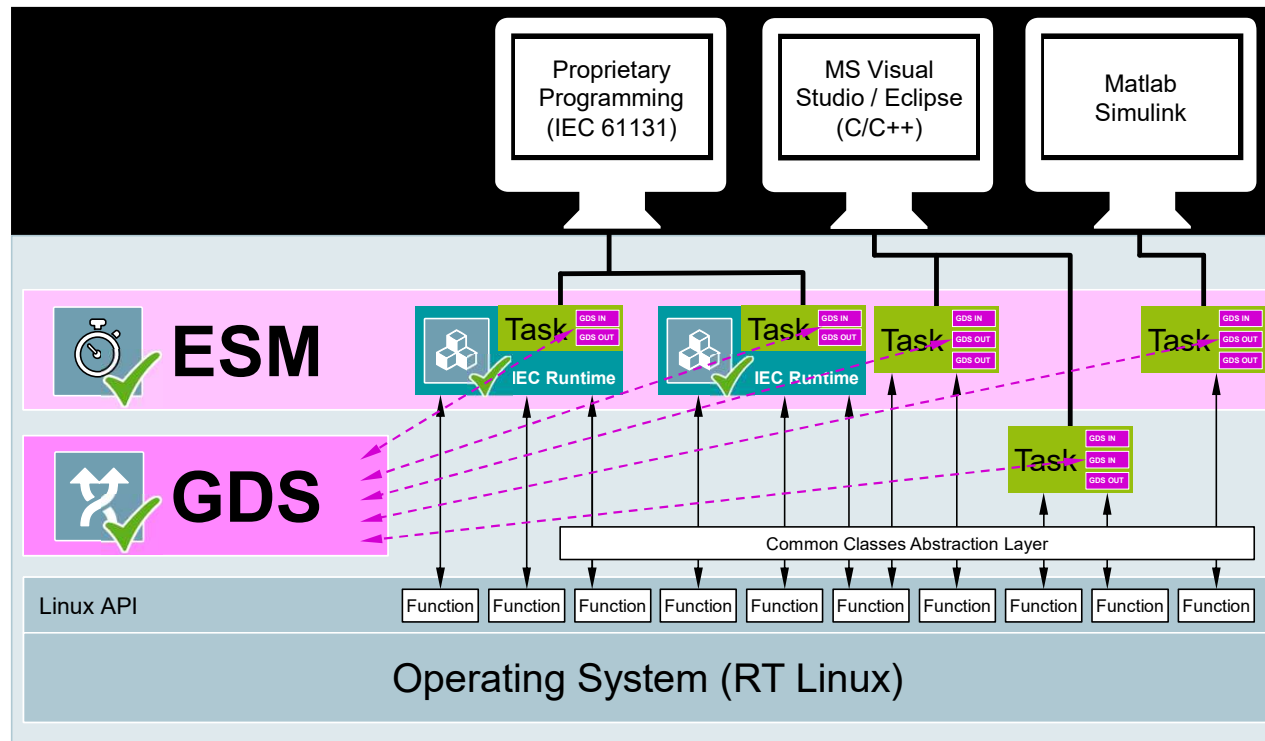 Proprietary
Programming
(IEC 61131)
MS Visual
Studio / Eclipse
(C/C++)
Matlab
Simulink
ESM
Task
GDS IN
GDS OUT
IEC Runtime
Task
GDS IN
GDS OUT
IEC Runtime
Task
GDS IN
GDS OUT
GDS OUT
Task
GDS IN
GDS OUT
GDS OUT
GDS
Task
GDS IN
GDS IN
GDS OUT
Common Classes Abstraction Layer
Linux API
Function
Function
Function
Function
Function
Function
Function
Function
Function
Function
Operating System (RT Linux)